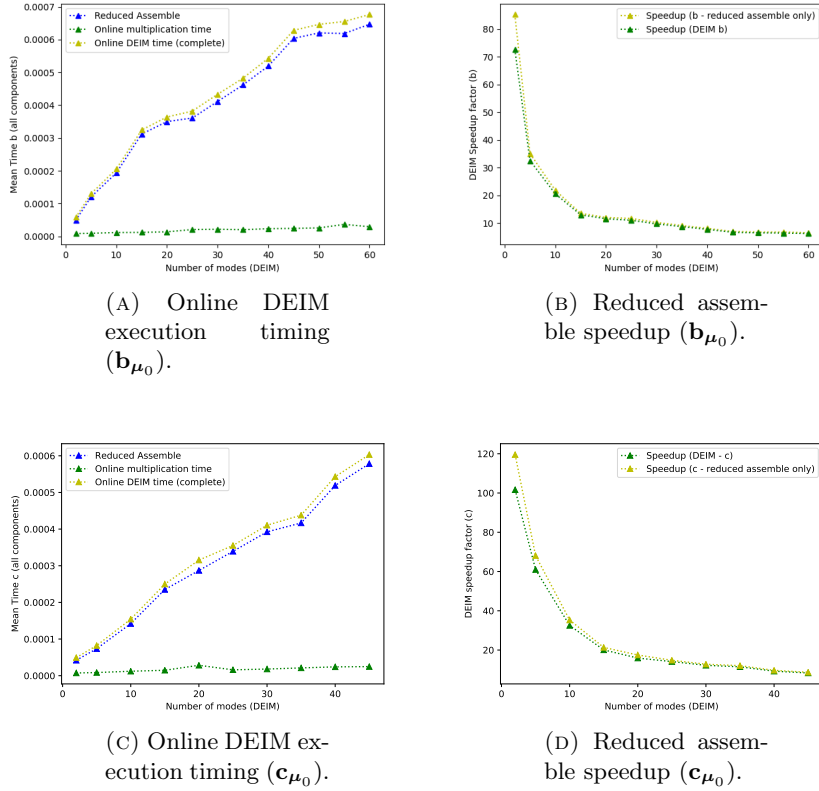 0.0007
0.0006
0.0005
0.0004
0.0003
0.0002
0.0001
0.0000
Mean Time b (all components)
Reduced Assemble
Online multiplication time
Online DEIM time (complete)
0 10 20 30 40 50 60
Number of modes (DEIM)
80
70
60
50
40
30
20
10
DEIM Speedup factor (b)
Speedup (b - reduced assemble only)
Speedup (DEIM b)
0 10 20 30 40 50 60
Number of modes (DEIM)
(A) Online DEIM
execution timing
(b_μ₀).
(B) Reduced assem-
ble speedup (b_μ₀).
0.0006
0.0005
0.0004
0.0003
0.0002
0.0001
0.0000
Mean Time c (all components)
Reduced Assemble
Online multiplication time
Online DEIM time (complete)
0 10 20 30 40
Number of modes (DEIM)
120
100
80
60
40
20
DEIM speedup factor (c)
Speedup (DEIM - c)
Speedup (c - reduced assemble only)
0 10 20 30 40
Number of modes (DEIM)
(C) Online DEIM ex-
ecution timing (c_μ₀).
(D) Reduced assem-
ble speedup (c_μ₀).